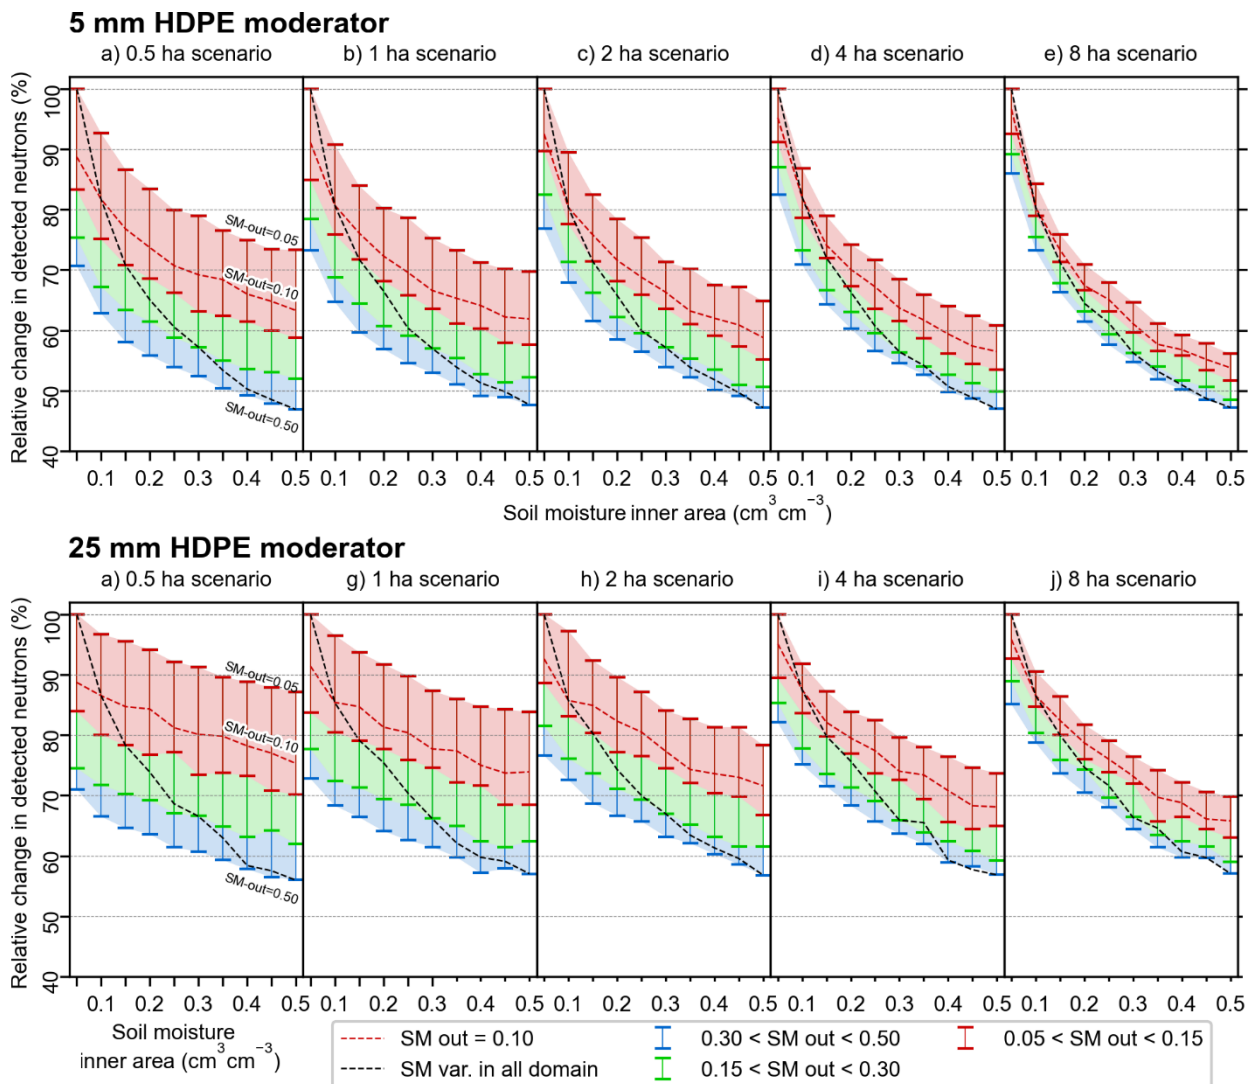 5 mm HDPE moderator
a) 0.5 ha scenario
b) 1 ha scenario
c) 2 ha scenario
d) 4 ha scenario
e) 8 ha scenario
Relative change in detected neutrons (%)
100
90
80
70
60
50
40
SM-out=0.05
SM-out=0.10
SM-out=0.50
0.1 0.2 0.3 0.4 0.5
0.1 0.2 0.3 0.4 0.5
0.1 0.2 0.3 0.4 0.5
0.1 0.2 0.3 0.4 0.5
0.1 0.2 0.3 0.4 0.5
Soil moisture inner area (cm³ cm⁻³)
25 mm HDPE moderator
a) 0.5 ha scenario
g) 1 ha scenario
h) 2 ha scenario
i) 4 ha scenario
j) 8 ha scenario
Relative change in detected neutrons (%)
100
90
80
70
60
50
40
SM-out=0.05
SM-out=0.10
SM-out=0.50
0.1 0.2 0.3 0.4 0.5
0.1 0.2 0.3 0.4 0.5
0.1 0.2 0.3 0.4 0.5
0.1 0.2 0.3 0.4 0.5
0.1 0.2 0.3 0.4 0.5
Soil moisture
inner area (cm³ cm⁻³)
SM out = 0.10
SM var. in all domain
0.30 < SM out < 0.50
0.15 < SM out < 0.30
0.05 < SM out < 0.15